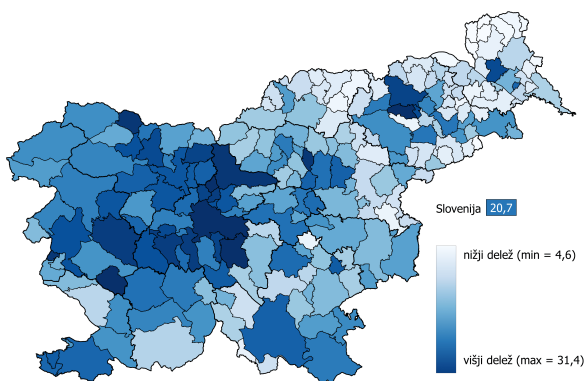 Slovenija 20,7
nižji delež (min = 4,6)
višji delež (max = 31,4)